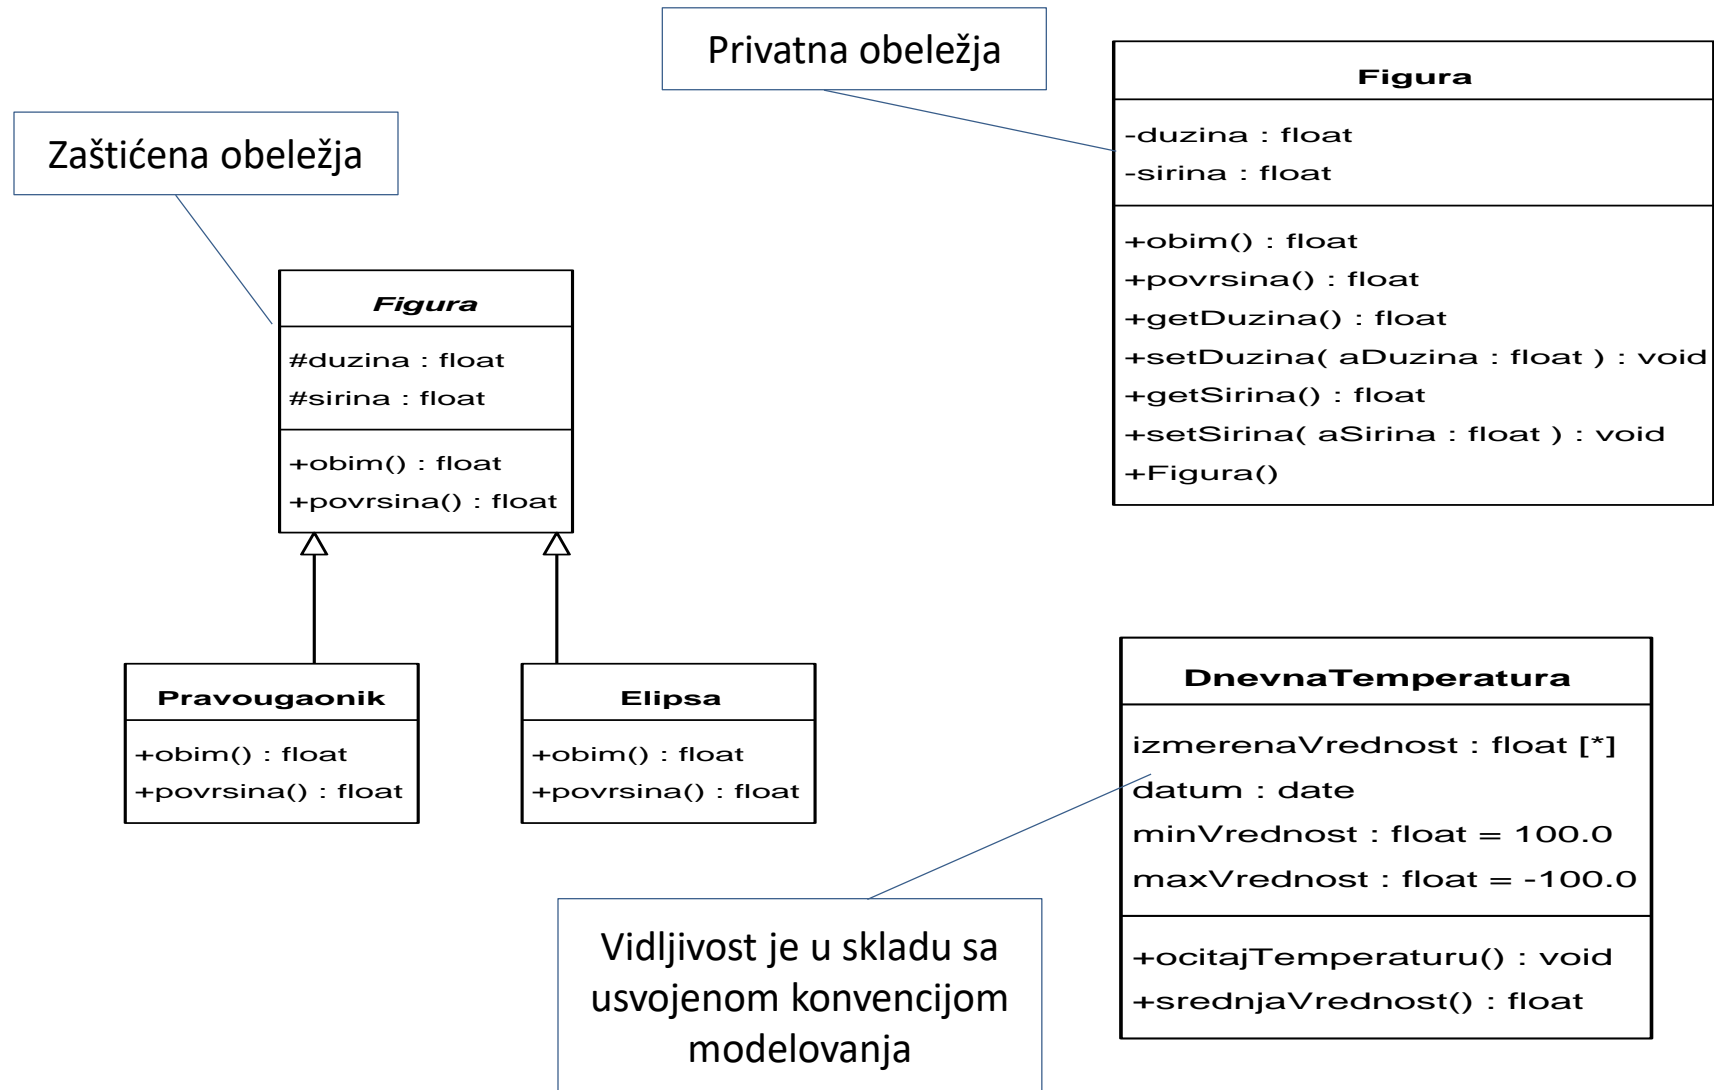 Privatna obeležja
Zaštićena obeležja
Figura
-duzina : float
-sirina : float
+obim() : float
+povrsina() : float
+getDuzina() : float
+setDuzina( aDuzina : float ) : void
+getSirina() : float
+setSirina( aSirina : float ) : void
+Figura()
Figura
#duzina : float
#sirina : float
+obim() : float
+povrsina() : float
Pravougaonik
+obim() : float
+povrsina() : float
Elipsa
+obim() : float
+povrsina() : float
DnevnaTemperatura
izmerenaVrednost : float [*]
datum : date
minVrednost : float = 100.0
maxVrednost : float = -100.0
+ocitajTemperaturu() : void
+srednjaVrednost() : float
Vidljivost je u skladu sa
usvojenom konvencijom
modelovanja